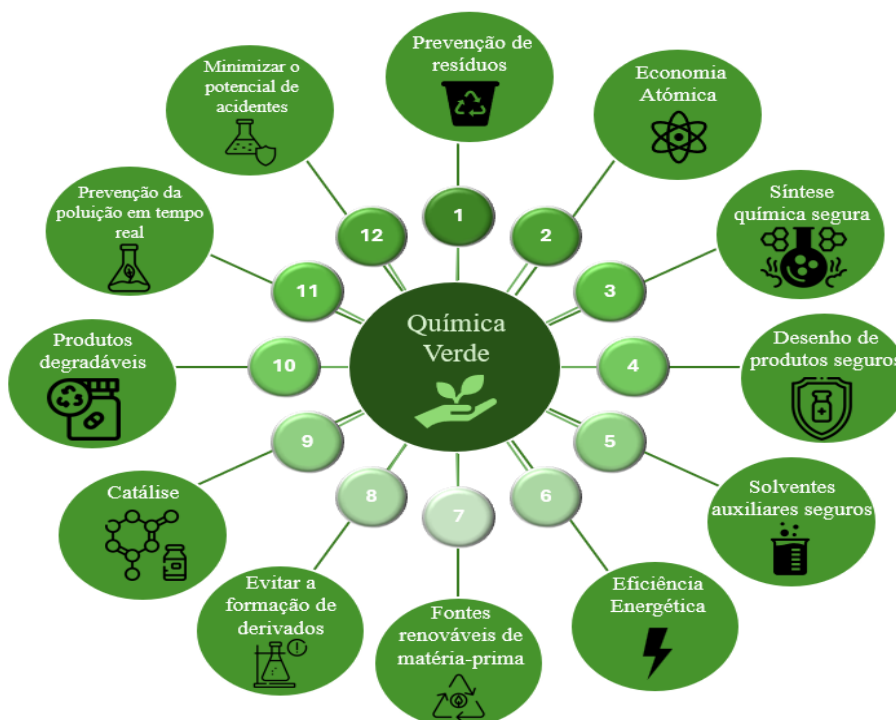 Química
Verde
1
Prevenção de
resíduos
2
Economia
Atómica
3
Síntese
química segura
4
Desenho de
produtos seguros
5
Solventes
auxiliares seguros
6
Eficiência
Energética
7
Fontes
renováveis de
matéria-prima
8
Evitar a
formação de
derivados
9
Catálise
10
Produtos
degradáveis
11
Prevenção da
poluição em tempo
real
12
Minimizar o
potencial de
acidentes